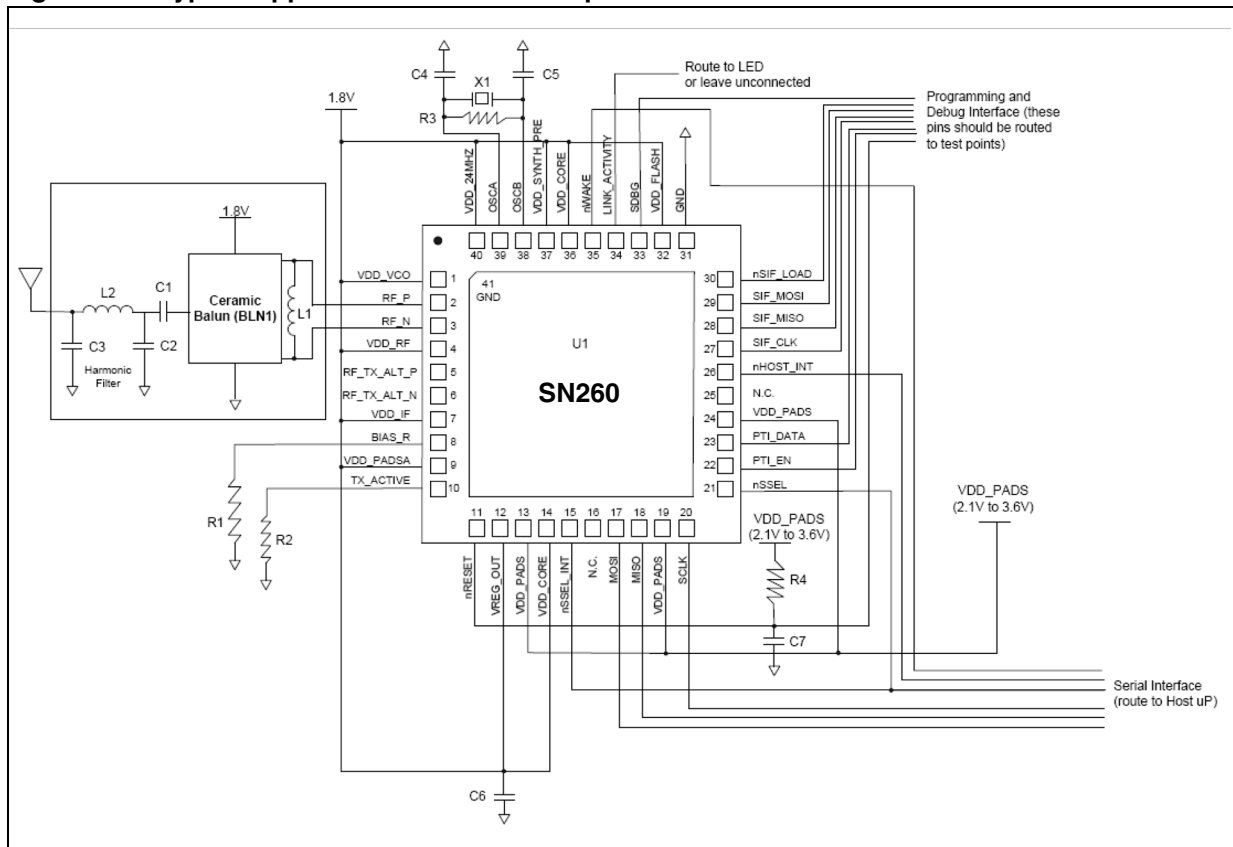 C4
C5
X1
R3
1.8V
Route to LED
or leave unconnected
Programming and
Debug Interface (these
pins should be routed
to test points)
VDD_24MHZ
OSCA
OSCB
VDD_SYNTH_PRE
VDD_CORE
nWAKE
LINK_ACTIVITY
SDBG
VDD_FLASH
GND
40
39
38
37
36
35
34
33
32
31
1.8V
L2
C1
Ceramic
Balun (BLN1)
L1
C3
C2
Harmonic
Filter
VDD_VCO
1
RF_P
2
RF_N
3
VDD_RF
4
RF_TX_ALT_P
5
RF_TX_ALT_N
6
VDD_IF
7
BIAS_R
8
VDD_PADSA
9
TX_ACTIVE
10
41
GND
U1
SN260
30
nSIF_LOAD
29
SIF_MOSI
28
SIF_MISO
27
SIF_CLK
26
nHOST_INT
25
N.C.
24
VDD_PADS
23
PTI_DATA
22
PTI_EN
21
nSSEL
R1
R2
11
12
13
14
15
16
17
18
19
20
nRESET
VREG_OUT
VDD_PADS
VDD_CORE
nSSEL_INT
N.C.
MOSI
MISO
VDD_PADS
SCLK
VDD_PADS
(2.1V to 3.6V)
R4
C7
VDD_PADS
(2.1V to 3.6V)
Serial Interface
(route to Host uP)
C6